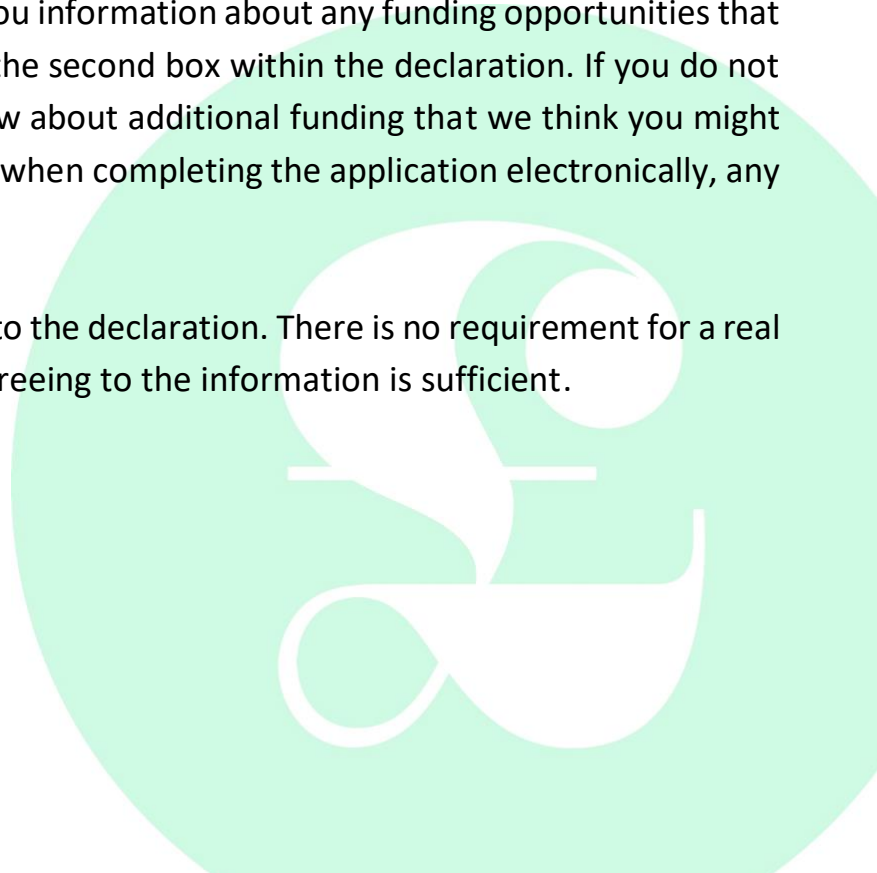 ou information about any funding opportunities that
the second box within the declaration. If you do not
w about additional funding that we think you might
when completing the application electronically, any
to the declaration. There is no requirement for a real
reeing to the information is sufficient.
£